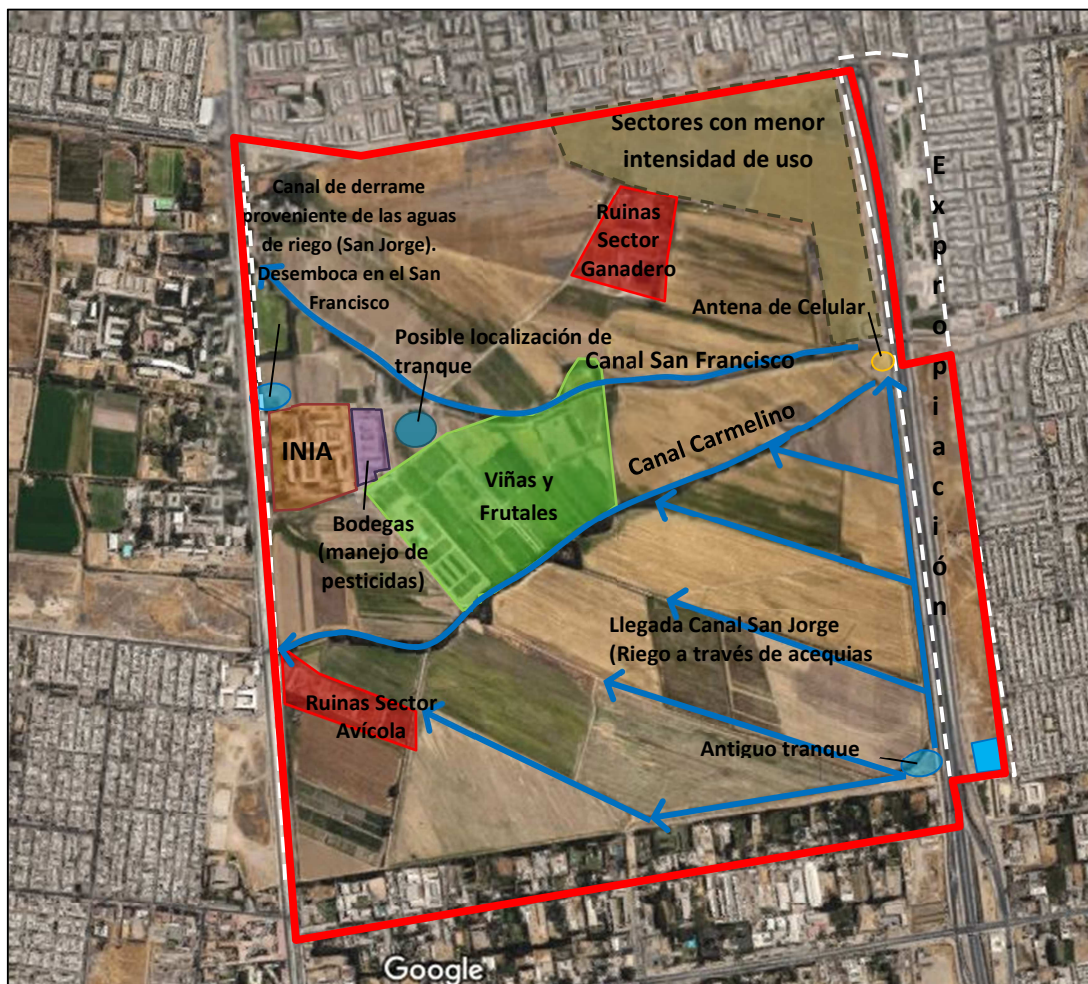 Sectores con menor
intensidad de uso
Expropiación
Canal de derrame
proveniente de las aguas
de riego (San Jorge).
Desemboca en el San
Francisco
Ruinas
Sector
Ganadero
Antena de Celular
Posible localización de
tranque
Canal San Francisco
Canal Carmelino
INIA
Viñas y
Frutales
Bodegas
(manejo de
pesticidas)
Llegada Canal San Jorge
(Riego a través de acequias
Ruinas Sector
Avícola
Antiguo tranque
Google